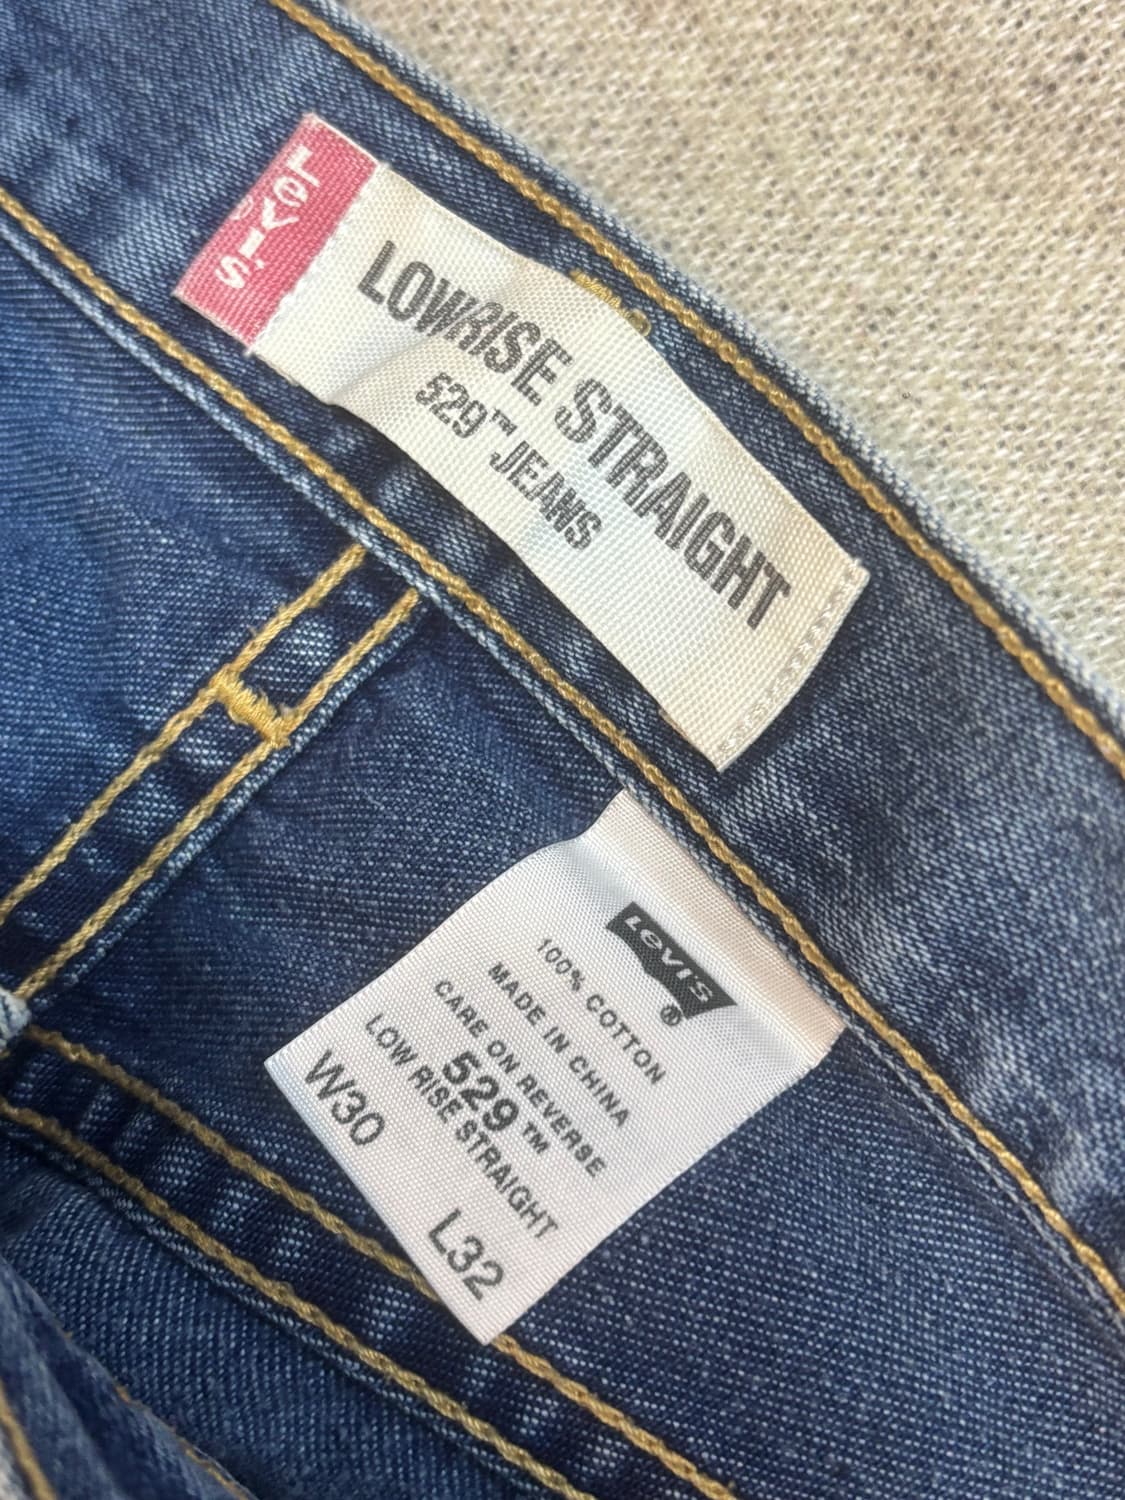 Levi's
LOWRISE STRAIGHT
529™ JEANS
Levi's
®
100% COTTON
MADE IN CHINA
CARE ON REVERSE
529™
LOW RISE STRAIGHT
W30 L32